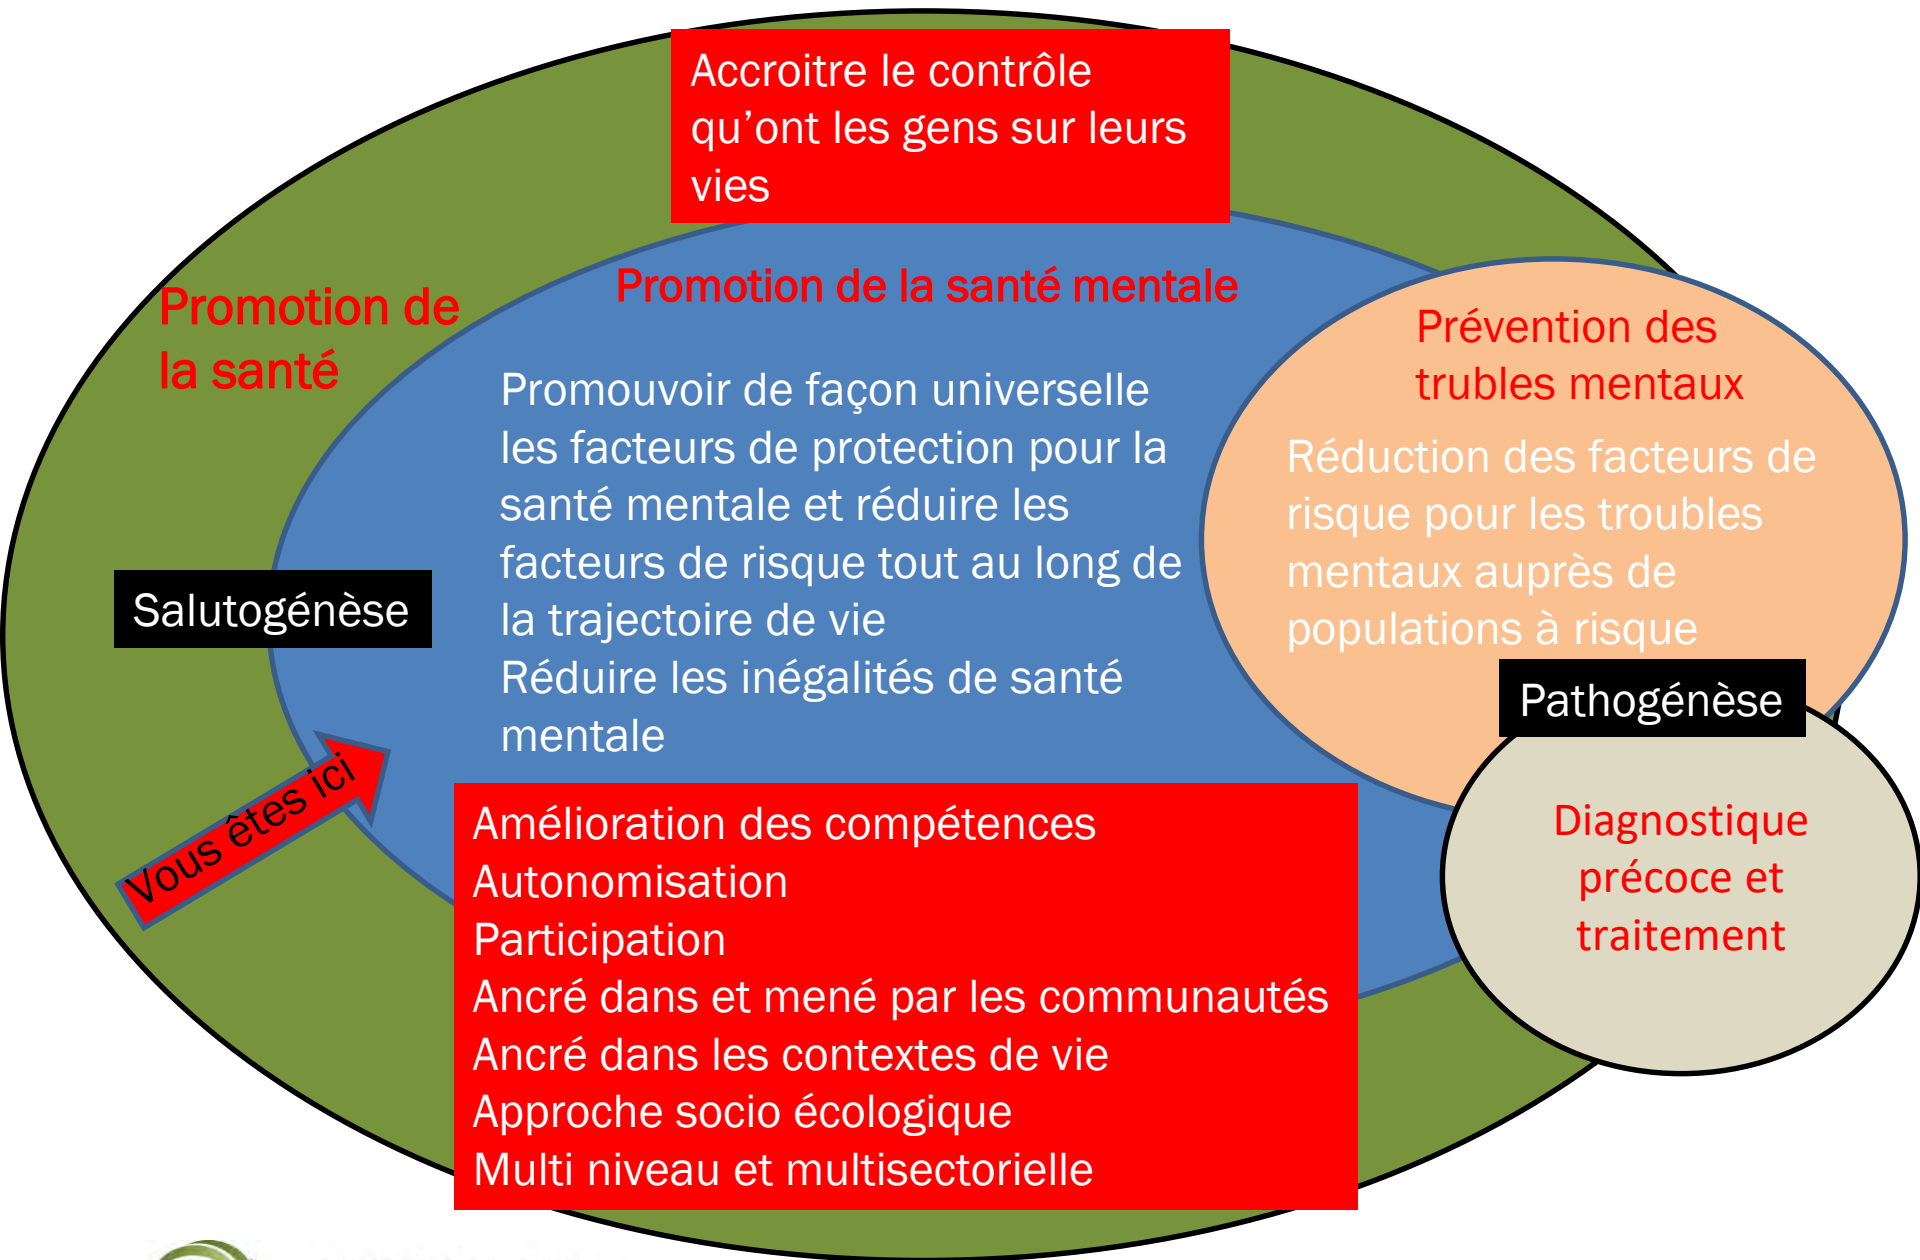 Accroitre le contrôle
qu’ont les gens sur leurs
vies
Promotion de la santé mentale
Promotion de
la santé
Prévention des
trubles mentaux
Promouvoir de façon universelle
les facteurs de protection pour la
santé mentale et réduire les
facteurs de risque tout au long de
la trajectoire de vie
Réduire les inégalités de santé
mentale
Réduction des facteurs de
risque pour les troubles
mentaux auprès de
populations à risque
Salutogénèse
Pathogénèse
Vous êtes ici
Diagnostique
précoce et
traitement
Amélioration des compétences
Autonomisation
Participation
Ancré dans et mené par les communautés
Ancré dans les contextes de vie
Approche socio écologique
Multi niveau et multisectorielle